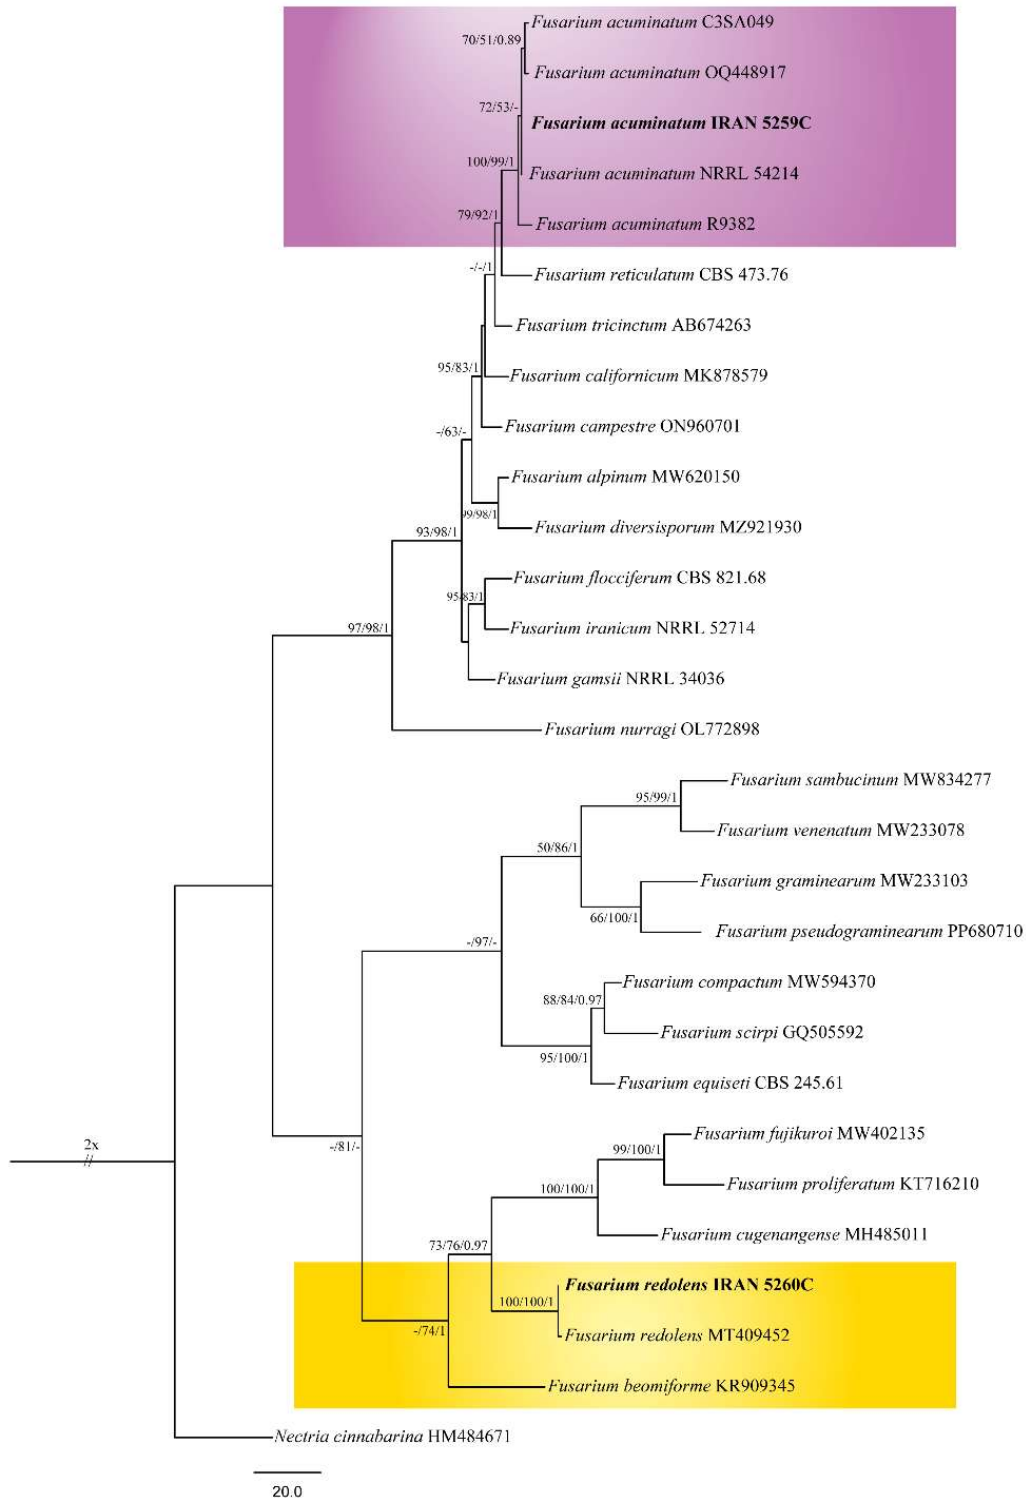 Fusarium acuminatum C3SA049
70/51/0.89
Fusarium acuminatum OQ448917
72/53/-
Fusarium acuminatum IRAN 5259C
100/99/1
Fusarium acuminatum NRRL 54214
79/92/1
Fusarium acuminatum R9382
-/-/1
Fusarium reticulatum CBS 473.76
Fusarium tricinctum AB674263
95/83/1
Fusarium californicum MK878579
-/63/-
Fusarium campestre ON960701
Fusarium alpinum MW620150
99/98/1
Fusarium diversisporum MZ921930
93/98/1
Fusarium flocciferum CBS 821.68
95/83/1
Fusarium iranicum NRRL 52714
97/98/1
Fusarium gamsii NRRL 34036
Fusarium nurragi OL772898
Fusarium sambucinum MW834277
95/99/1
Fusarium venenatum MW233078
50/86/1
Fusarium graminearum MW233103
66/100/1
Fusarium pseudograminearum PP680710
-/97/-
Fusarium compactum MW594370
88/84/0.97
Fusarium scirpi GQ505592
95/100/1
Fusarium equiseti CBS 245.61
Fusarium fujikuroi MW402135
-/81/-
2x
//
99/100/1
Fusarium proliferatum KT716210
100/100/1
Fusarium cugenangense MH485011
73/76/0.97
Fusarium redolens IRAN 5260C
100/100/1
-/74/1
Fusarium redolens MT409452
Fusarium beomiforme KR909345
Nectria cinnabarina HM484671
20.0